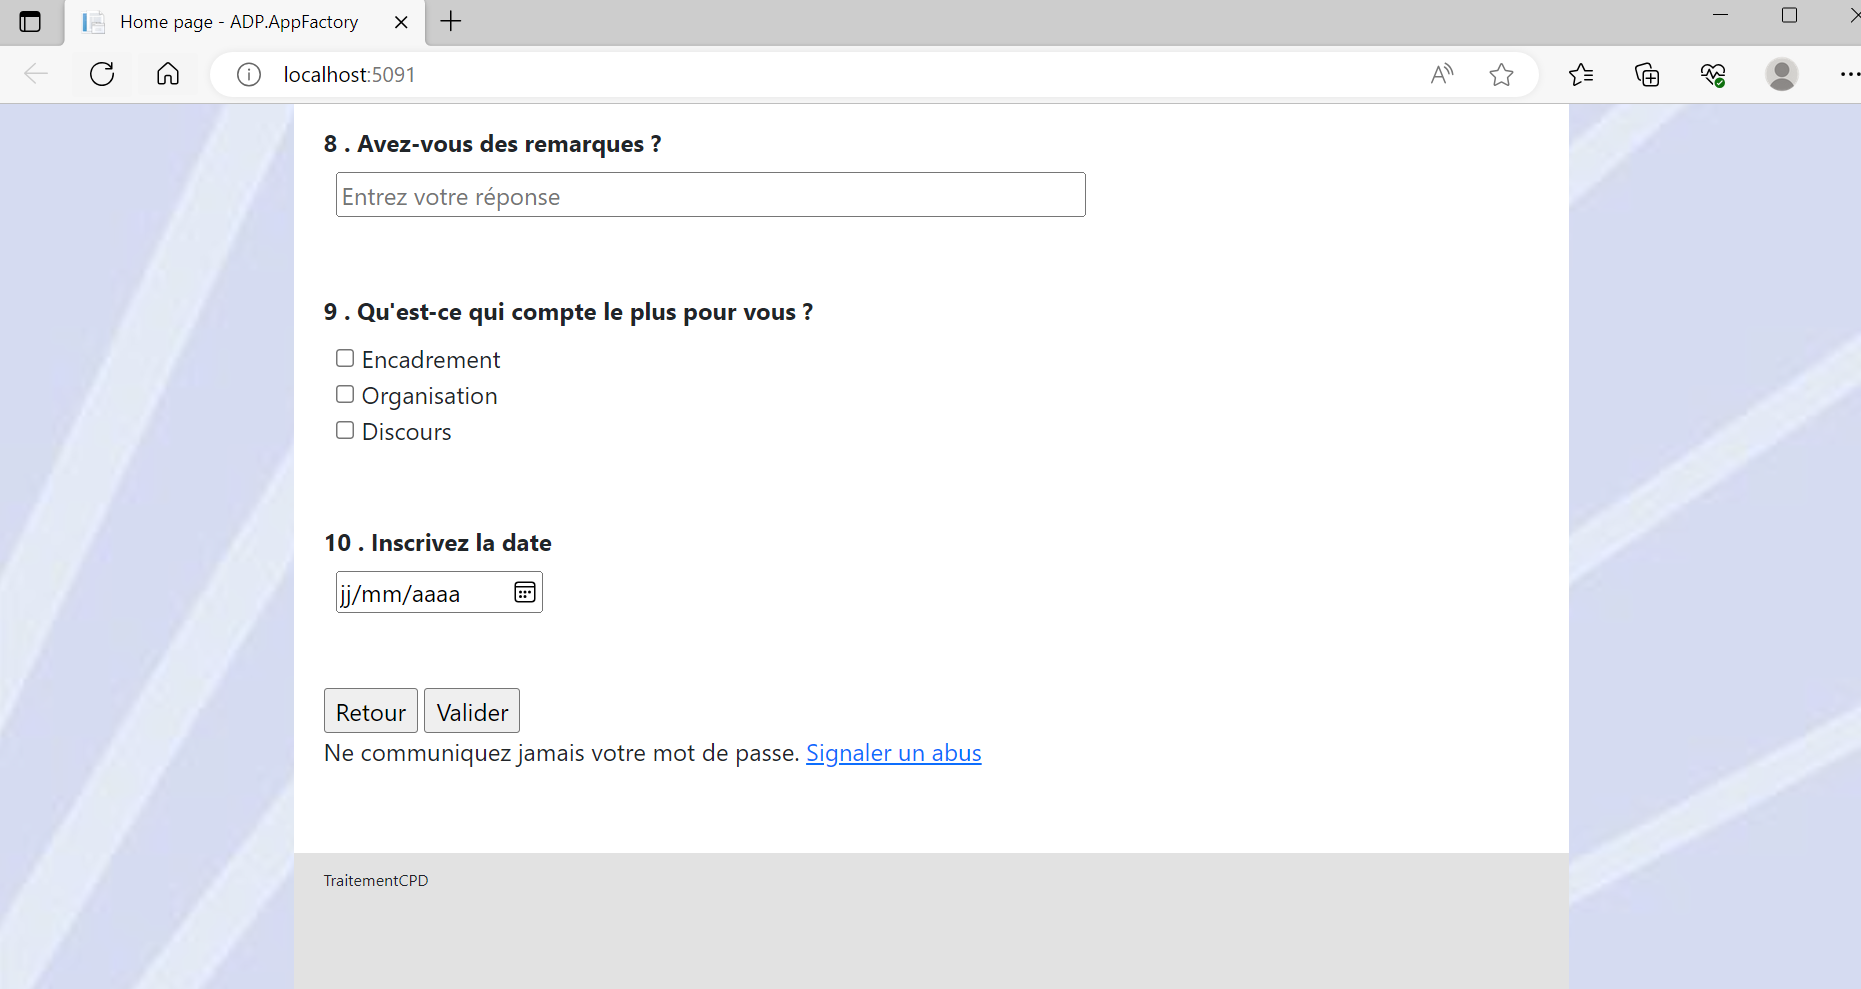 Home page - ADP.AppFactory
localhost:5091
8 . Avez-vous des remarques ?
Entrez votre réponse
9 . Qu'est-ce qui compte le plus pour vous ?
Encadrement
Organisation
Discours
10 . Inscrivez la date
jj/mm/aaaa
Retour Valider
Ne communiquez jamais votre mot de passe. Signaler un abus
TraitementCPD